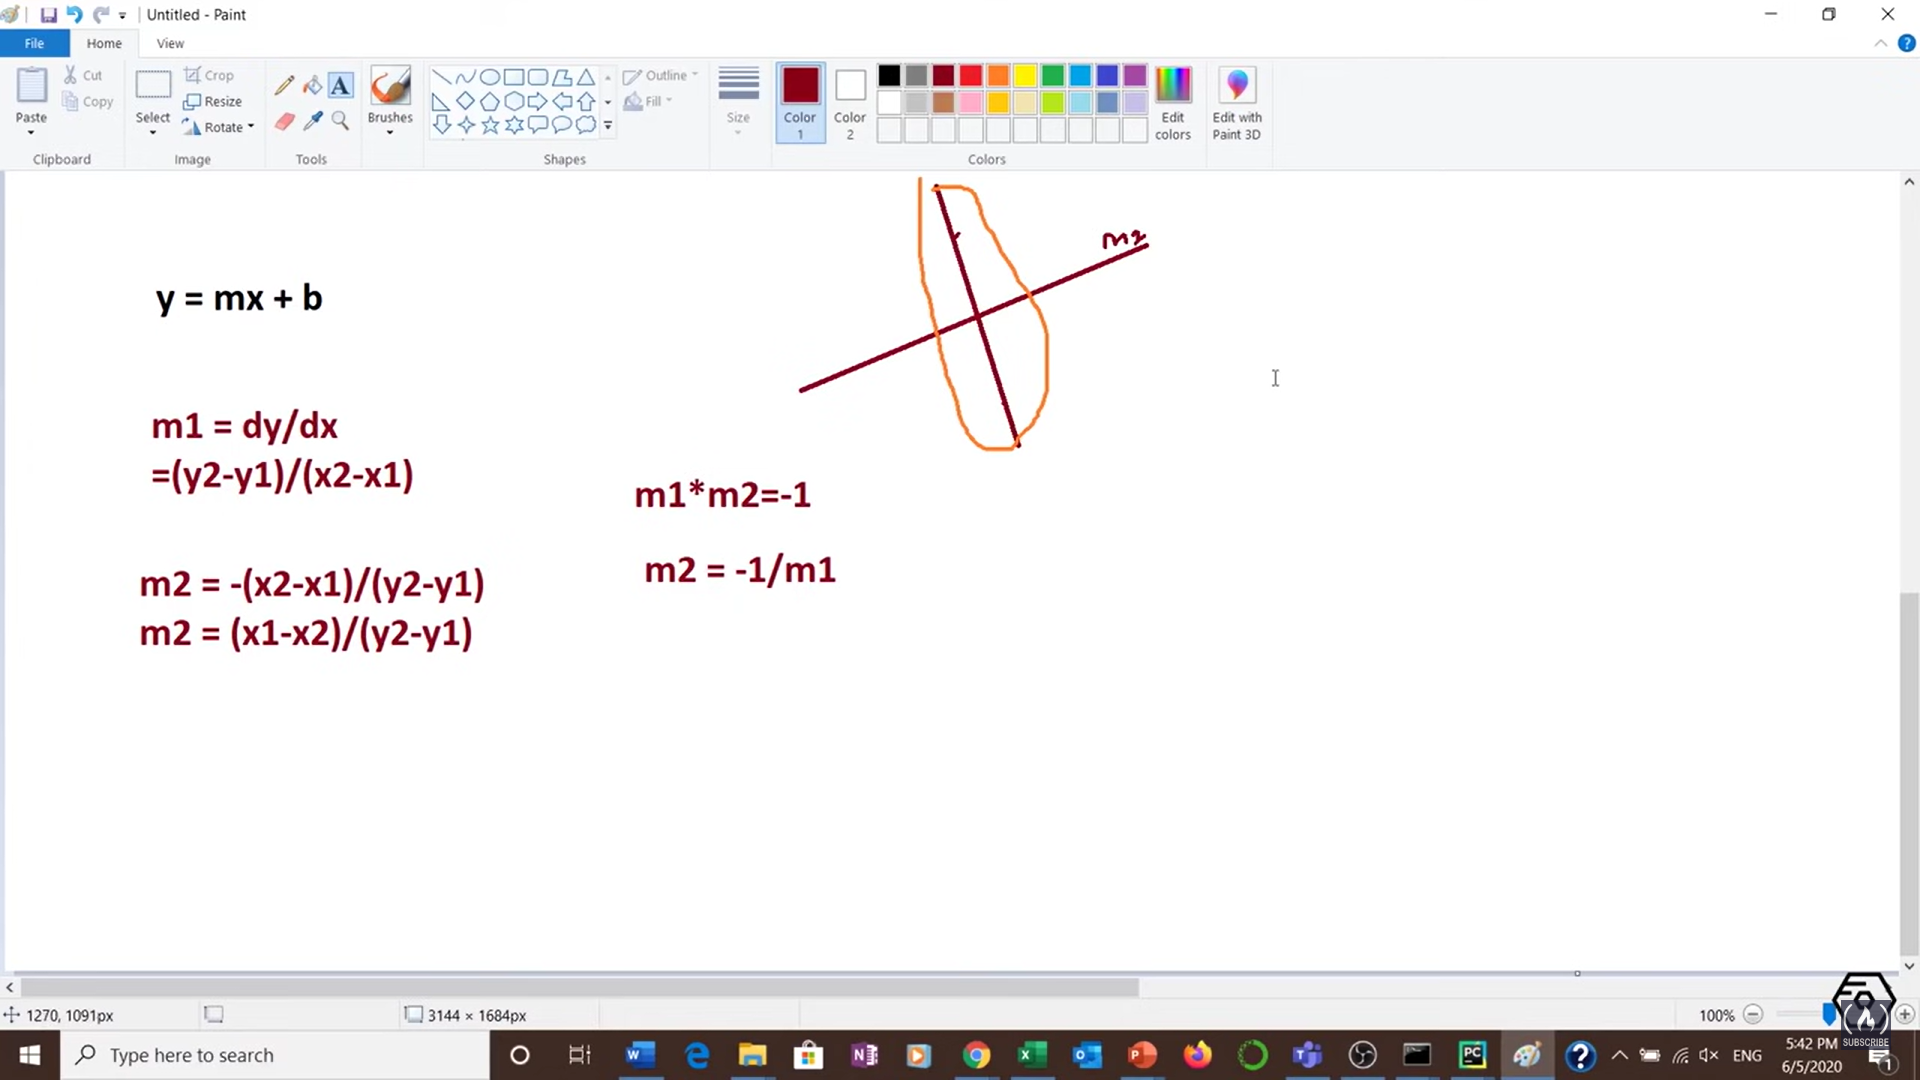 Untitled - Paint
File Home View
Paste
Cut
Copy
Clipboard
Select
Crop
Resize
Rotate
Image
Tools
Brushes
Shapes
Outline
Fill
Size
Color 1
Color 2
Colors
Edit colors
Edit with Paint 3D
m2
y = mx + b
m1 = dy/dx
=(y2-y1)/(x2-x1)
m1*m2=-1
m2 = -1/m1
m2 = -(x2-x1)/(y2-y1)
m2 = (x1-x2)/(y2-y1)
1270, 1091px
3144 × 1684px
100%
SUBSCRIBE
Type here to search
ENG
5:42 PM
6/5/2020
1